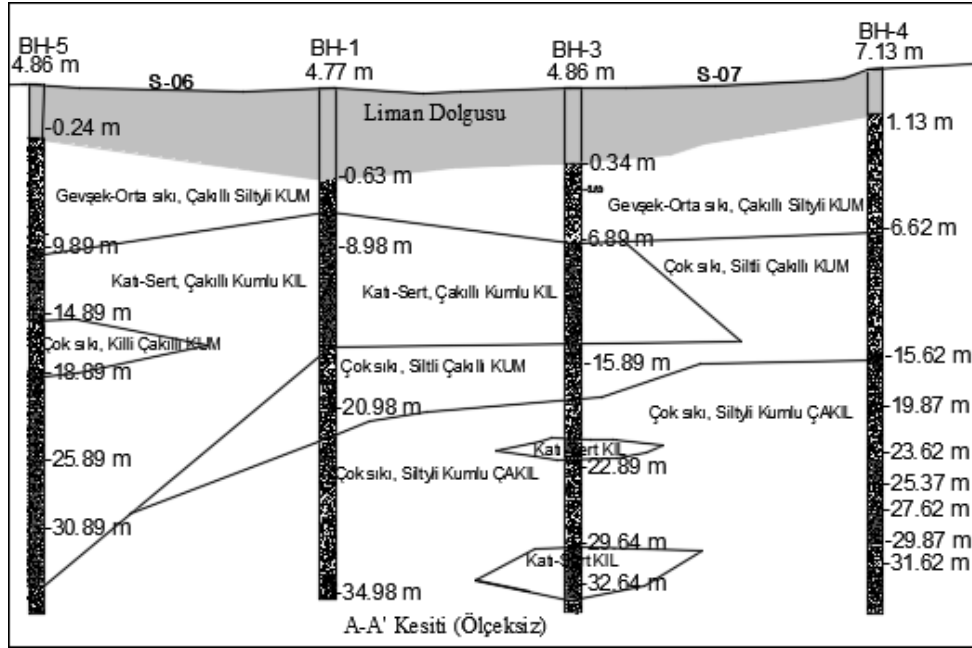 BH-5
4.86 m
S-06
BH-1
4.77 m
BH-3
4.86 m
S-07
BH-4
7.13 m
Liman Dolgusu
-0.24 m
-0.63 m
-0.34 m
1.13 m
Gevşek-Orta sıkı, Çakıllı Siltyli KUM
Gevşek-Orta sıkı, Çakıllı Siltyli KUM
-9.89 m
-8.98 m
-6.89 m
-6.62 m
Katı-Sert, Çakıllı Kumlu KIL
Katı-Sert, Çakıllı Kumlu KIL
Çok sıkı, Siltli Çakıllı KUM
-14.89 m
Çok sıkı, Killi Çakıllı KUM
-18.89 m
Çok sıkı, Siltli Çakıllı KUM
-15.89 m
-15.62 m
-20.98 m
Çok sıkı, Siltyli Kumlu ÇAKIL
-19.87 m
-25.89 m
Çok sıkı, Siltyli Kumlu ÇAKIL
Katı-Sert KIL
-22.89 m
-23.62 m
-25.37 m
-27.62 m
-30.89 m
-29.64 m
-29.87 m
Katı-Sert KIL
-31.62 m
-32.64 m
-34.98 m
A-A' Kesiti (Ölçeksiz)